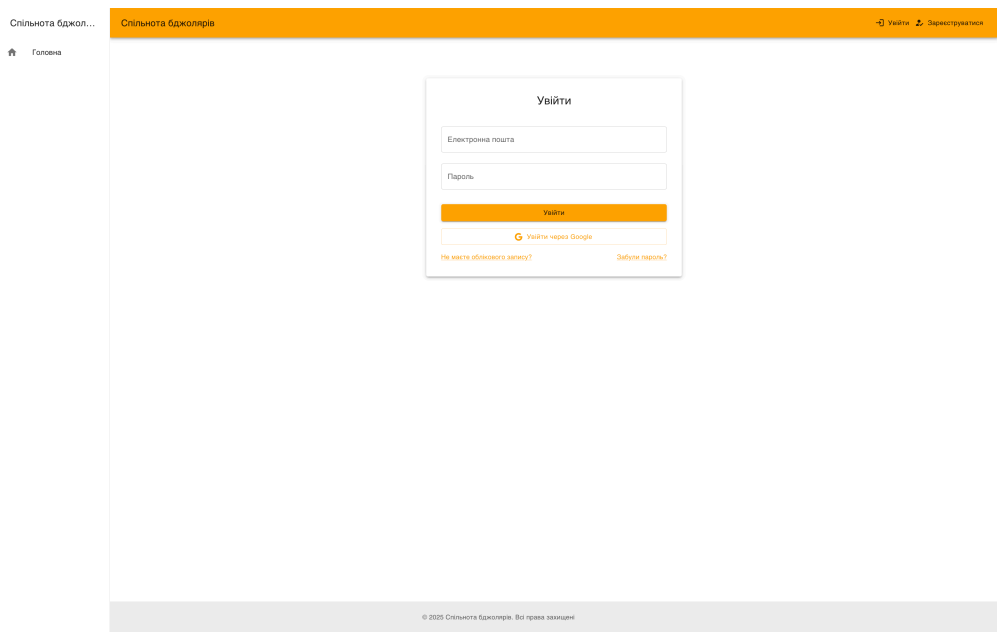 Спільнота бджол...
Спільнота бджолярів
Увійти
Зареєструватися
Головна
Увійти
Електронна пошта
Пароль
Увійти
Увійти через Google
Не маєте облікового запису?
Забули пароль?
© 2025 Спільнота бджолярів. Всі права захищені